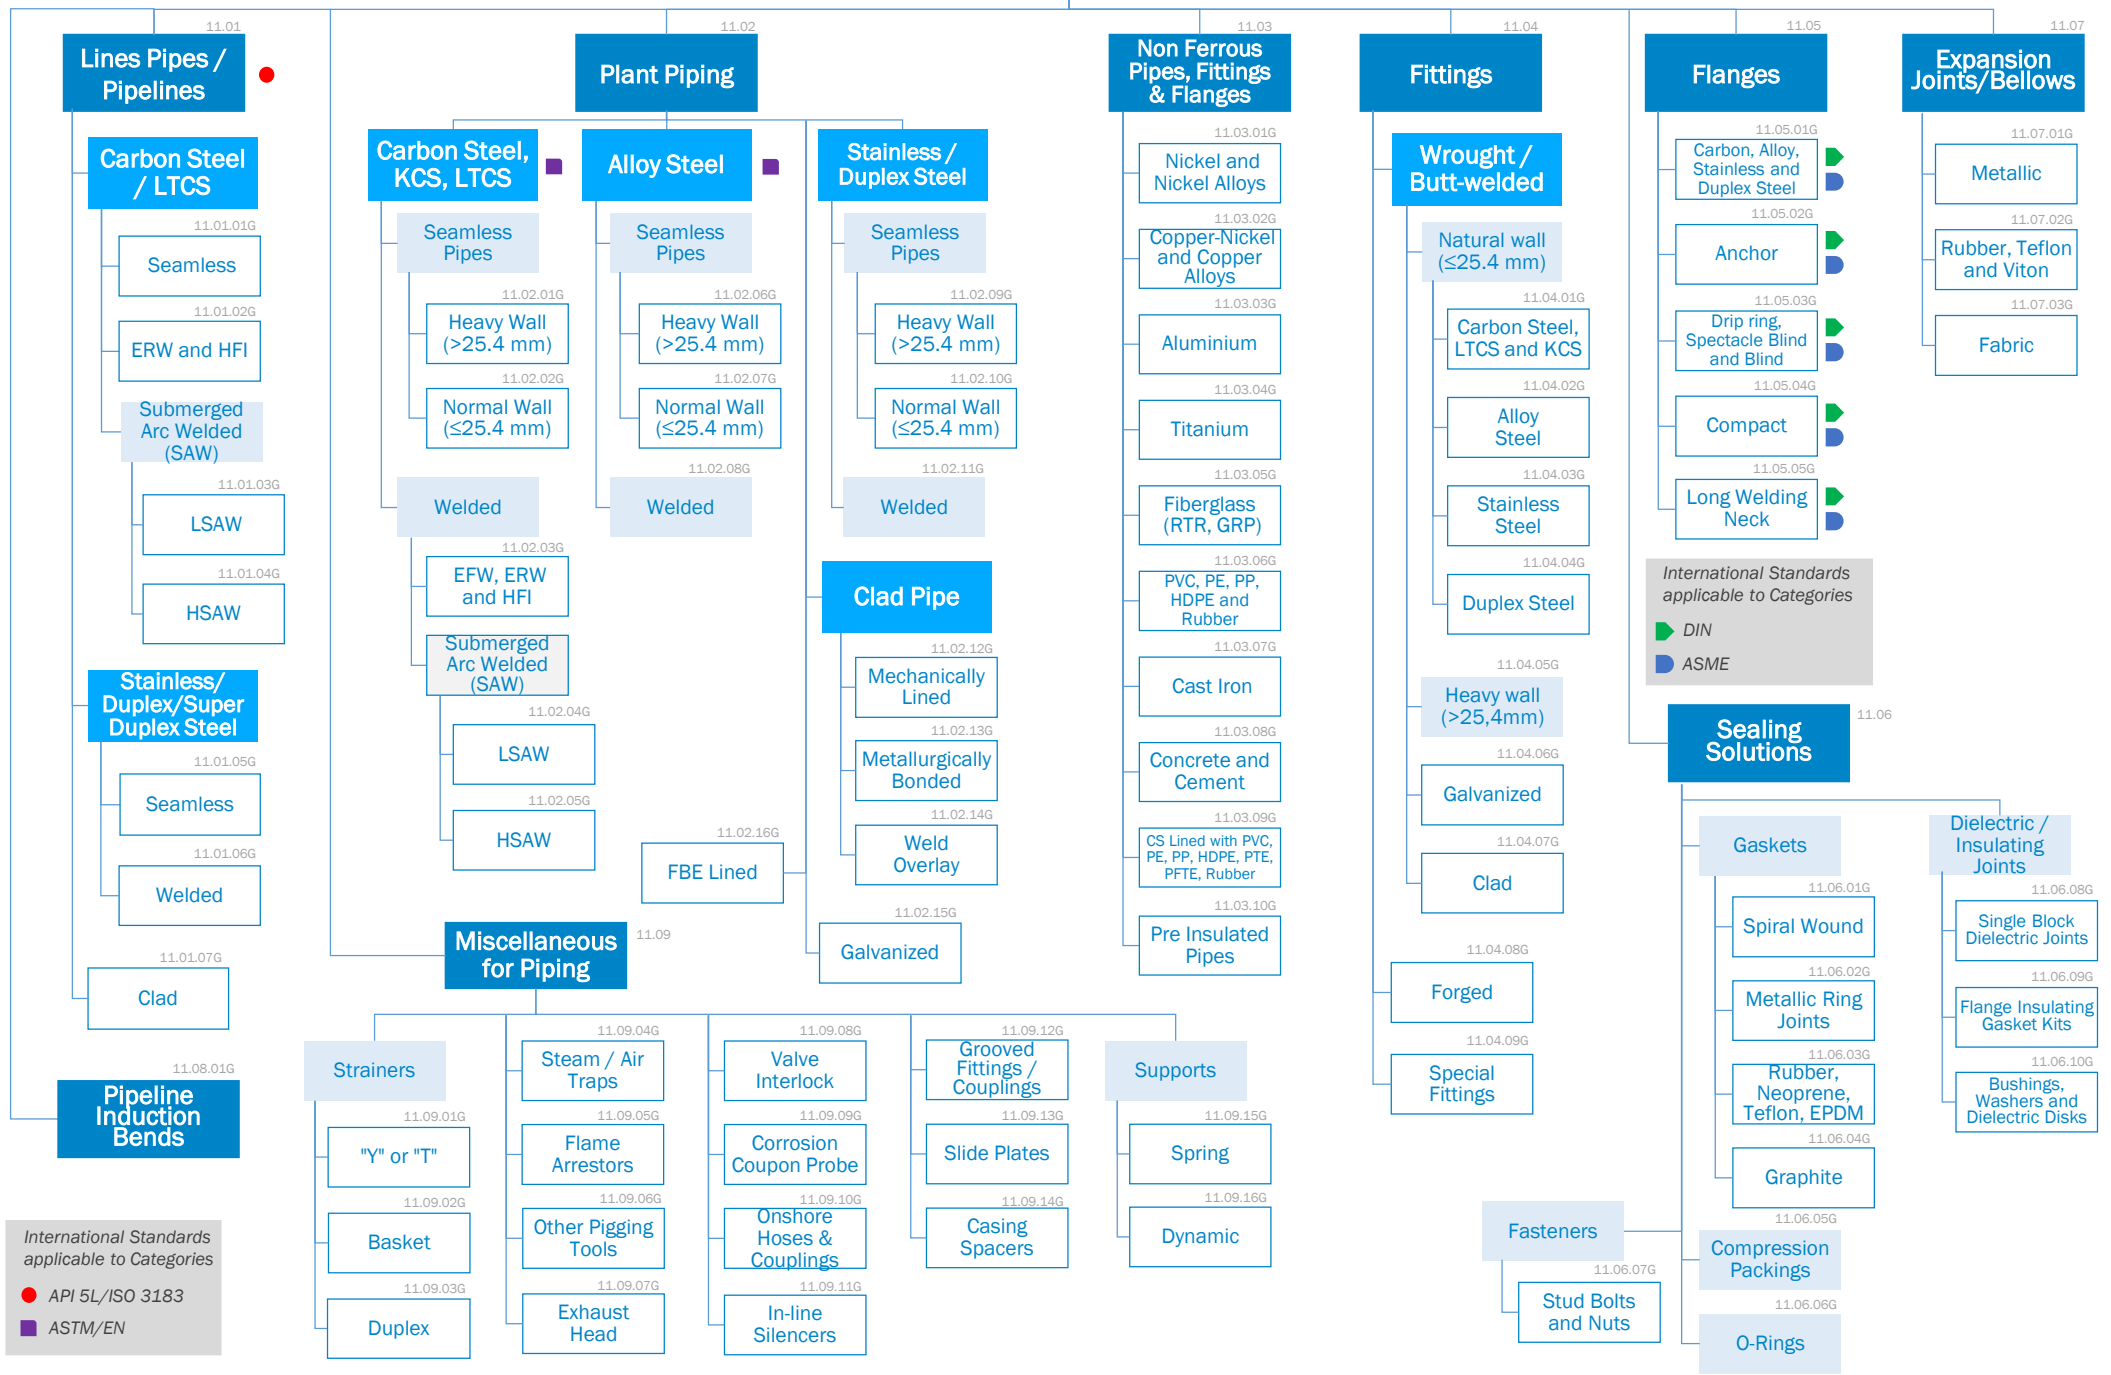 11.01
Lines Pipes /
Pipelines
Carbon Steel
/ LTCS
11.01.01G
Seamless
11.01.02G
ERW and HFI
Submerged
Arc Welded
(SAW)
11.01.03G
LSAW
11.01.04G
HSAW
Stainless/
Duplex/Super
Duplex Steel
11.01.05G
Seamless
11.01.06G
Welded
11.01.07G
Clad
11.08.01G
Pipeline
Induction
Bends
International Standards
applicable to Categories
API 5L/ISO 3183
ASTM/EN
11.02
Plant Piping
Carbon Steel,
KCS, LTCS
Seamless
Pipes
11.02.01G
Heavy Wall
(>25.4 mm)
11.02.02G
Normal Wall
(≤25.4 mm)
Welded
11.02.03G
EFW, ERW
and HFI
Submerged
Arc Welded
(SAW)
11.02.04G
LSAW
11.02.05G
HSAW
Alloy Steel
Seamless
Pipes
11.02.06G
Heavy Wall
(>25.4 mm)
11.02.07G
Normal Wall
(≤25.4 mm)
11.02.08G
Welded
Stainless /
Duplex Steel
Seamless
Pipes
11.02.09G
Heavy Wall
(>25.4 mm)
11.02.10G
Normal Wall
(≤25.4 mm)
11.02.11G
Welded
Clad Pipe
11.02.12G
Mechanically
Lined
11.02.13G
Metallurgically
Bonded
11.02.14G
Weld
Overlay
11.02.16G
FBE Lined
11.02.15G
Galvanized
Miscellaneous
for Piping
11.09
Strainers
11.09.01G
"Y" or "T"
11.09.02G
Basket
11.09.03G
Duplex
11.09.04G
Steam / Air
Traps
11.09.05G
Flame
Arrestors
11.09.06G
Other Pigging
Tools
11.09.07G
Exhaust
Head
11.09.08G
Valve
Interlock
11.09.09G
Corrosion
Coupon Probe
11.09.10G
Onshore
Hoses &
Couplings
11.09.11G
In-line
Silencers
11.09.12G
Grooved
Fittings /
Couplings
11.09.13G
Slide Plates
11.09.14G
Casing
Spacers
Supports
11.09.15G
Spring
11.09.16G
Dynamic
11.03
Non Ferrous
Pipes, Fittings
& Flanges
11.03.01G
Nickel and
Nickel Alloys
11.03.02G
Copper-Nickel
and Copper
Alloys
11.03.03G
Aluminium
11.03.04G
Titanium
11.03.05G
Fiberglass
(RTR, GRP)
11.03.06G
PVC, PE, PP,
HDPE and
Rubber
11.03.07G
Cast Iron
11.03.08G
Concrete and
Cement
11.03.09G
CS Lined with PVC,
PE, PP, HDPE, PTE,
PFTE, Rubber
11.03.10G
Pre Insulated
Pipes
11.04
Fittings
Wrought /
Butt-welded
Natural wall
(≤25.4 mm)
11.04.01G
Carbon Steel,
LTCS and KCS
11.04.02G
Alloy
Steel
11.04.03G
Stainless
Steel
11.04.04G
Duplex Steel
11.04.05G
Heavy wall
(>25,4mm)
11.04.06G
Galvanized
11.04.07G
Clad
11.04.08G
Forged
11.04.09G
Special
Fittings
11.05
Flanges
11.05.01G
Carbon, Alloy,
Stainless and
Duplex Steel
11.05.02G
Anchor
11.05.03G
Drip ring,
Spectacle Blind
and Blind
11.05.04G
Compact
11.05.05G
Long Welding
Neck
International Standards
applicable to Categories
DIN
ASME
Sealing
Solutions
11.06
Gaskets
11.06.01G
Spiral Wound
11.06.02G
Metallic Ring
Joints
11.06.03G
Rubber,
Neoprene,
Teflon, EPDM
11.06.04G
Graphite
11.06.05G
Compression
Packings
11.06.06G
O-Rings
Fasteners
11.06.07G
Stud Bolts
and Nuts
Dielectric /
Insulating
Joints
11.06.08G
Single Block
Dielectric Joints
11.06.09G
Flange Insulating
Gasket Kits
11.06.10G
Bushings,
Washers and
Dielectric Disks
11.07
Expansion
Joints/Bellows
11.07.01G
Metallic
11.07.02G
Rubber, Teflon
and Viton
11.07.03G
Fabric